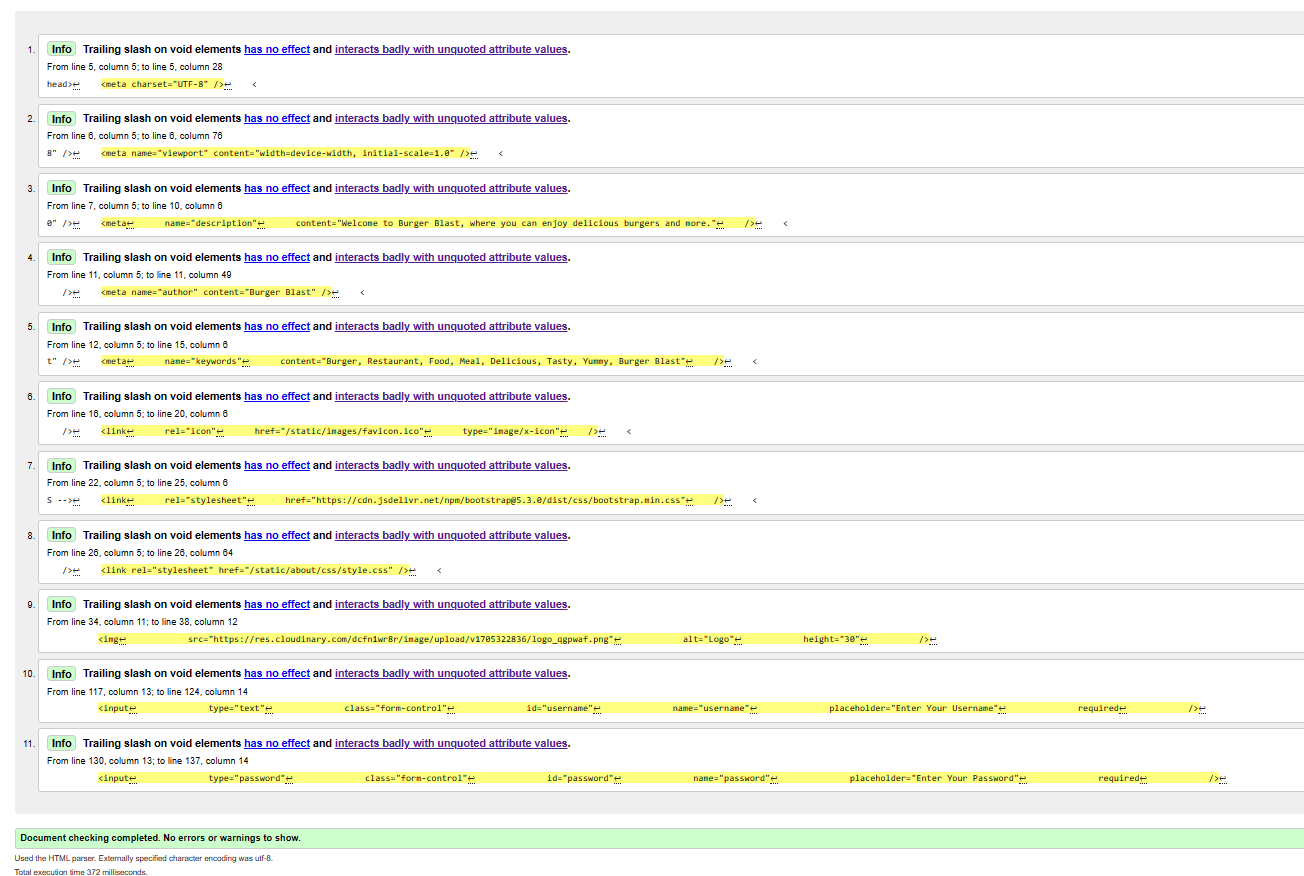 1. Info Trailing slash on void elements has no effect and interacts badly with unquoted attribute values.
From line 5, column 5; to line 5, column 28
head>↩    <meta charset="UTF-8" />↩    <
2. Info Trailing slash on void elements has no effect and interacts badly with unquoted attribute values.
From line 6, column 5; to line 6, column 76
8" />↩    <meta name="viewport" content="width=device-width, initial-scale=1.0" />↩    <
3. Info Trailing slash on void elements has no effect and interacts badly with unquoted attribute values.
From line 7, column 5; to line 10, column 6
0" />↩    <meta↩      name="description"↩      content="Welcome to Burger Blast, where you can enjoy delicious burgers and more."↩    />↩    <
4. Info Trailing slash on void elements has no effect and interacts badly with unquoted attribute values.
From line 11, column 5; to line 11, column 49
   />↩    <meta name="author" content="Burger Blast" />↩    <
5. Info Trailing slash on void elements has no effect and interacts badly with unquoted attribute values.
From line 12, column 5; to line 15, column 6
t" />↩    <meta↩      name="keywords"↩      content="Burger, Restaurant, Food, Meal, Delicious, Tasty, Yummy, Burger Blast"↩    />↩    <
6. Info Trailing slash on void elements has no effect and interacts badly with unquoted attribute values.
From line 16, column 5; to line 20, column 6
   />↩    <link↩      rel="icon"↩      href="/static/images/favicon.ico"↩      type="image/x-icon"↩    />↩    <
7. Info Trailing slash on void elements has no effect and interacts badly with unquoted attribute values.
From line 22, column 5; to line 25, column 6
S -->↩    <link↩      rel="stylesheet"↩      href="https://cdn.jsdelivr.net/npm/bootstrap@5.3.0/dist/css/bootstrap.min.css"↩    />↩    <
8. Info Trailing slash on void elements has no effect and interacts badly with unquoted attribute values.
From line 26, column 5; to line 26, column 64
   />↩    <link rel="stylesheet" href="/static/about/css/style.css" />↩    <
9. Info Trailing slash on void elements has no effect and interacts badly with unquoted attribute values.
From line 34, column 11; to line 38, column 12
<img↩            src="https://res.cloudinary.com/dcfn1wr8r/image/upload/v1705322836/logo_qgpwaf.png"↩            alt="Logo"↩            height="30"↩          />↩
10. Info Trailing slash on void elements has no effect and interacts badly with unquoted attribute values.
From line 117, column 13; to line 124, column 14
<input↩              type="text"↩              class="form-control"↩              id="username"↩              name="username"↩              placeholder="Enter Your Username"↩              required↩            />↩
11. Info Trailing slash on void elements has no effect and interacts badly with unquoted attribute values.
From line 130, column 13; to line 137, column 14
<input↩              type="password"↩              class="form-control"↩              id="password"↩              name="password"↩              placeholder="Enter Your Password"↩              required↩            />↩
Document checking completed. No errors or warnings to show.
Used the HTML parser. Externally specified character encoding was utf-8.
Total execution time 372 milliseconds.